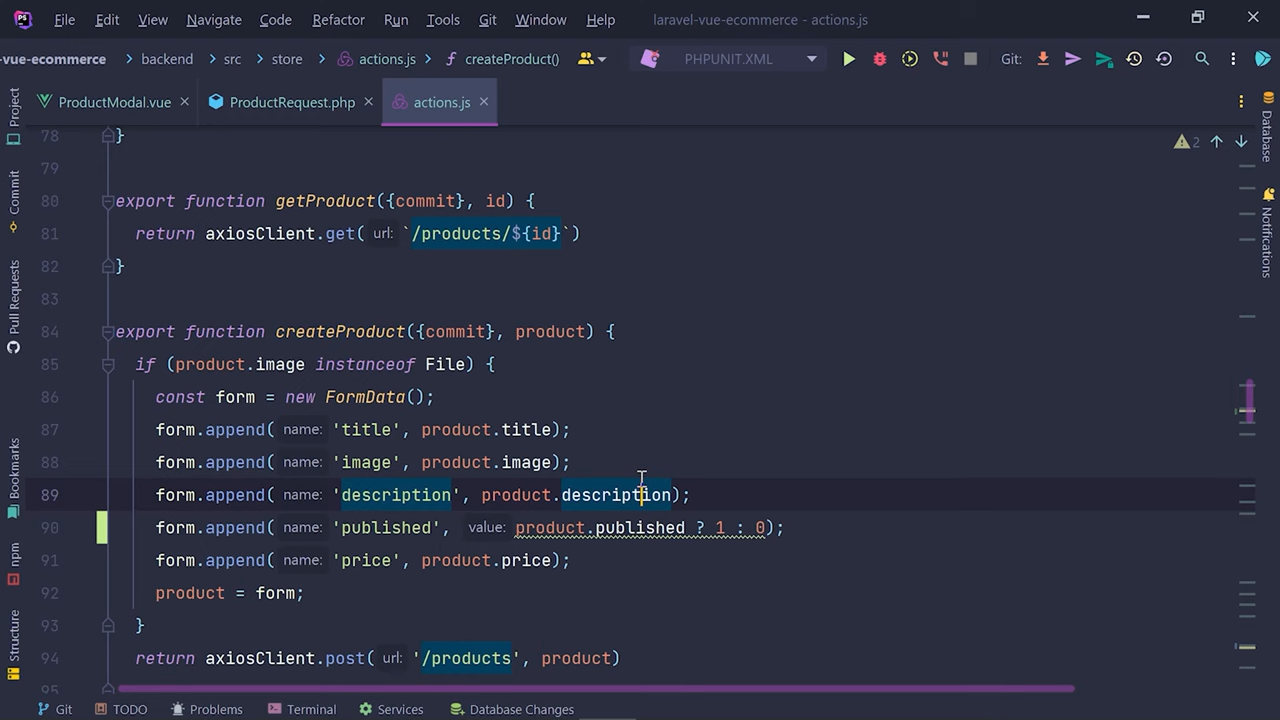 File Edit View Navigate Code Refactor Run Tools Git Window Help laravel-vue-ecommerce - actions.js
-vue-ecommerce backend src store actions.js createProduct() PHPUNIT.XML Git:
ProductModal.vue ProductRequest.php actions.js
Project
Commit
Pull Requests
Bookmarks
npm
Structure
78 }
79
80 export function getProduct({commit}, id) {
81 return axiosClient.get( url: `/products/${id}`)
82 }
83
84 export function createProduct({commit}, product) {
85 if (product.image instanceof File) {
86 const form = new FormData();
87 form.append( name: 'title', product.title);
88 form.append( name: 'image', product.image);
89 form.append( name: 'description', product.description);
90 form.append( name: 'published', value: product.published ? 1 : 0);
91 form.append( name: 'price', product.price);
92 product = form;
93 }
94 return axiosClient.post( url: '/products', product)
95
2
Database
Notifications
Git TODO Problems Terminal Services Database Changes